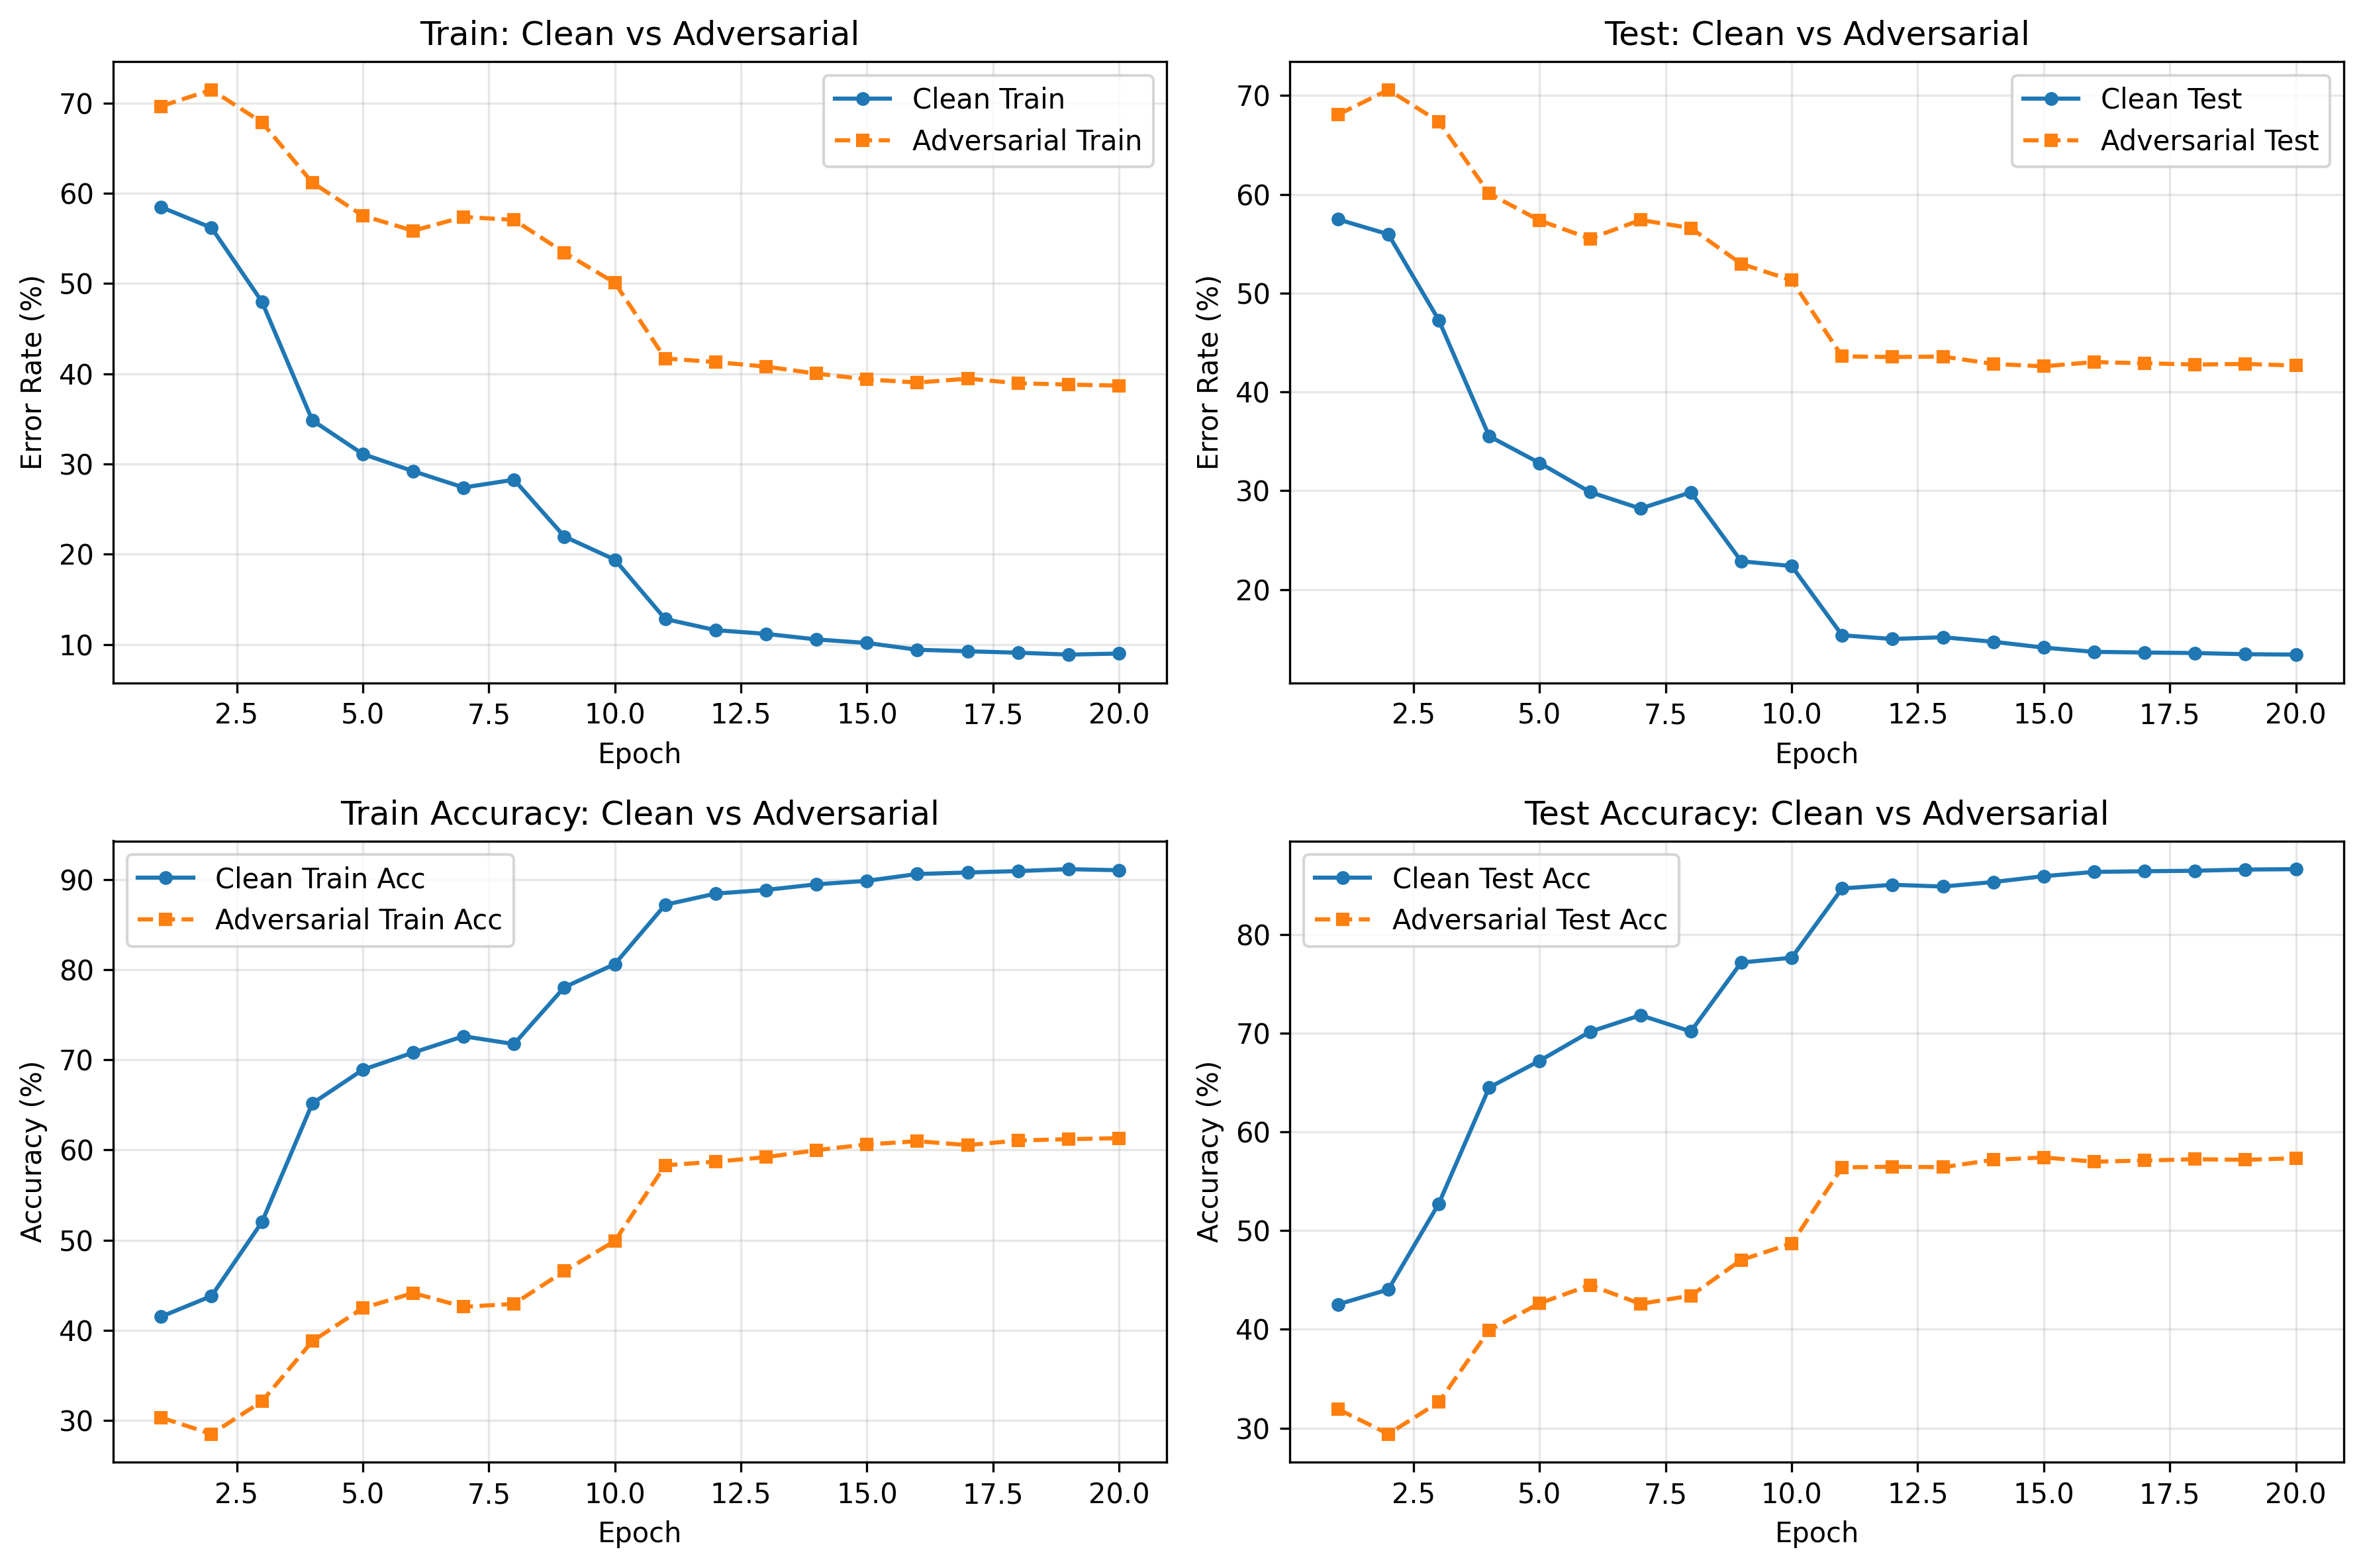 Train: Clean vs Adversarial
Clean Train
Adversarial Train
Error Rate (%)
70
60
50
40
30
20
10
2.5 5.0 7.5 10.0 12.5 15.0 17.5 20.0
Epoch
Test: Clean vs Adversarial
Clean Test
Adversarial Test
Error Rate (%)
70
60
50
40
30
20
2.5 5.0 7.5 10.0 12.5 15.0 17.5 20.0
Epoch
Train Accuracy: Clean vs Adversarial
Clean Train Acc
Adversarial Train Acc
Accuracy (%)
90
80
70
60
50
40
30
2.5 5.0 7.5 10.0 12.5 15.0 17.5 20.0
Epoch
Test Accuracy: Clean vs Adversarial
Clean Test Acc
Adversarial Test Acc
Accuracy (%)
80
70
60
50
40
30
2.5 5.0 7.5 10.0 12.5 15.0 17.5 20.0
Epoch